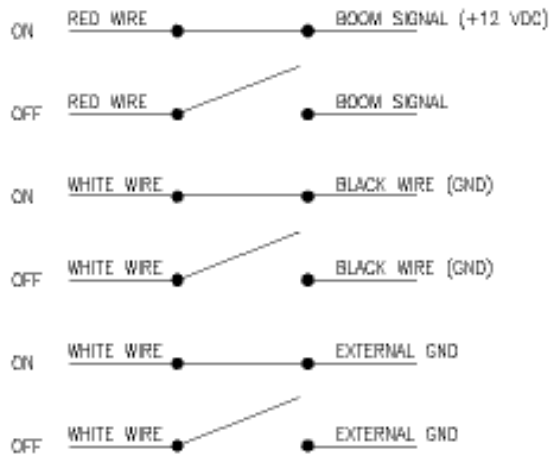 ON RED WIRE BOOM SIGNAL (+12 VDC)
OFF RED WIRE BOOM SIGNAL
ON WHITE WIRE BLACK WIRE (GND)
OFF WHITE WIRE BLACK WIRE (GND)
ON WHITE WIRE EXTERNAL GND
OFF WHITE WIRE EXTERNAL GND